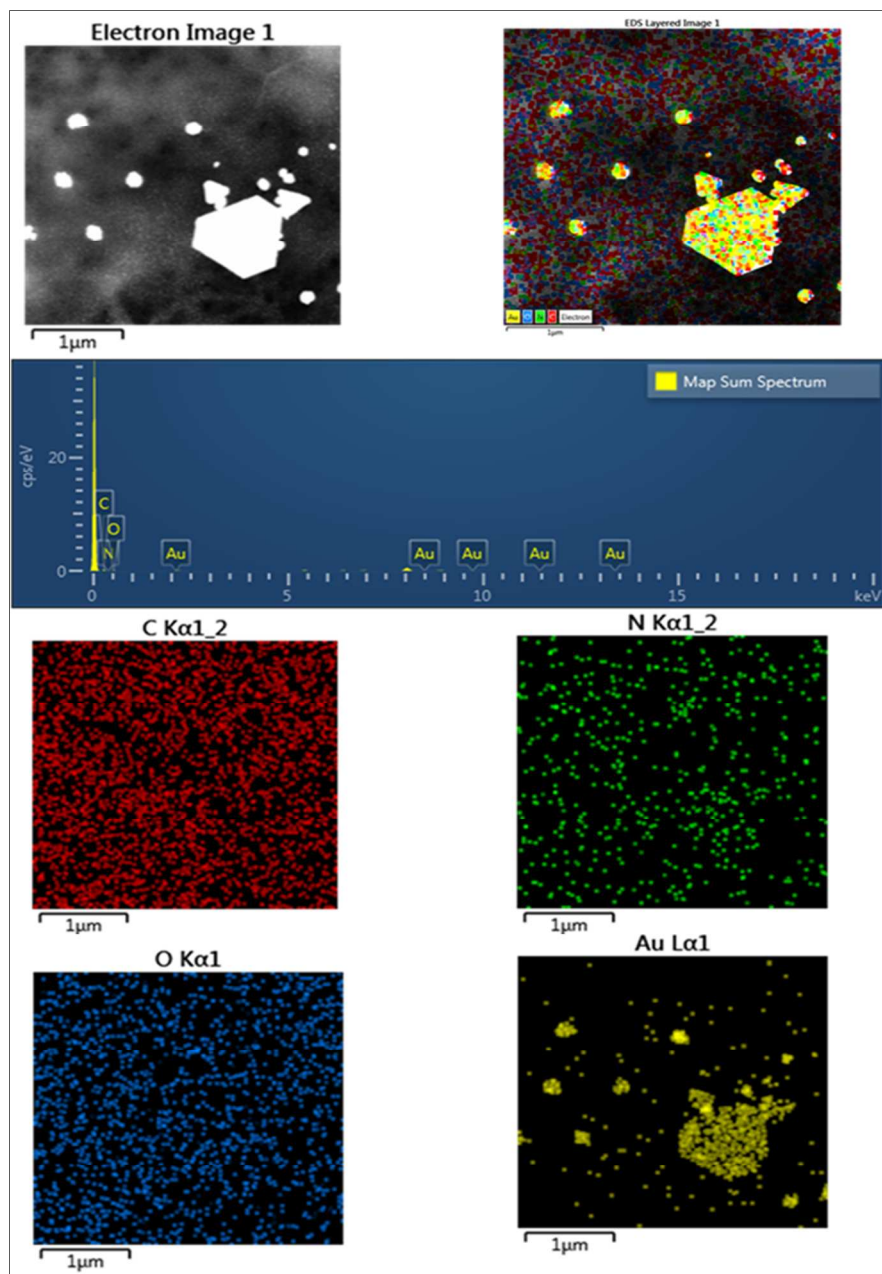 Electron Image 1
EDS Layered Image 1
1μm
Au O N C Electron
1μm
Map Sum Spectrum
cps/eV
20
0
C
O
N
Au
Au
Au
Au
Au
0 5 10 15 keV
C Kα1_2
N Kα1_2
1μm
1μm
O Kα1
Au Lα1
1μm
1μm